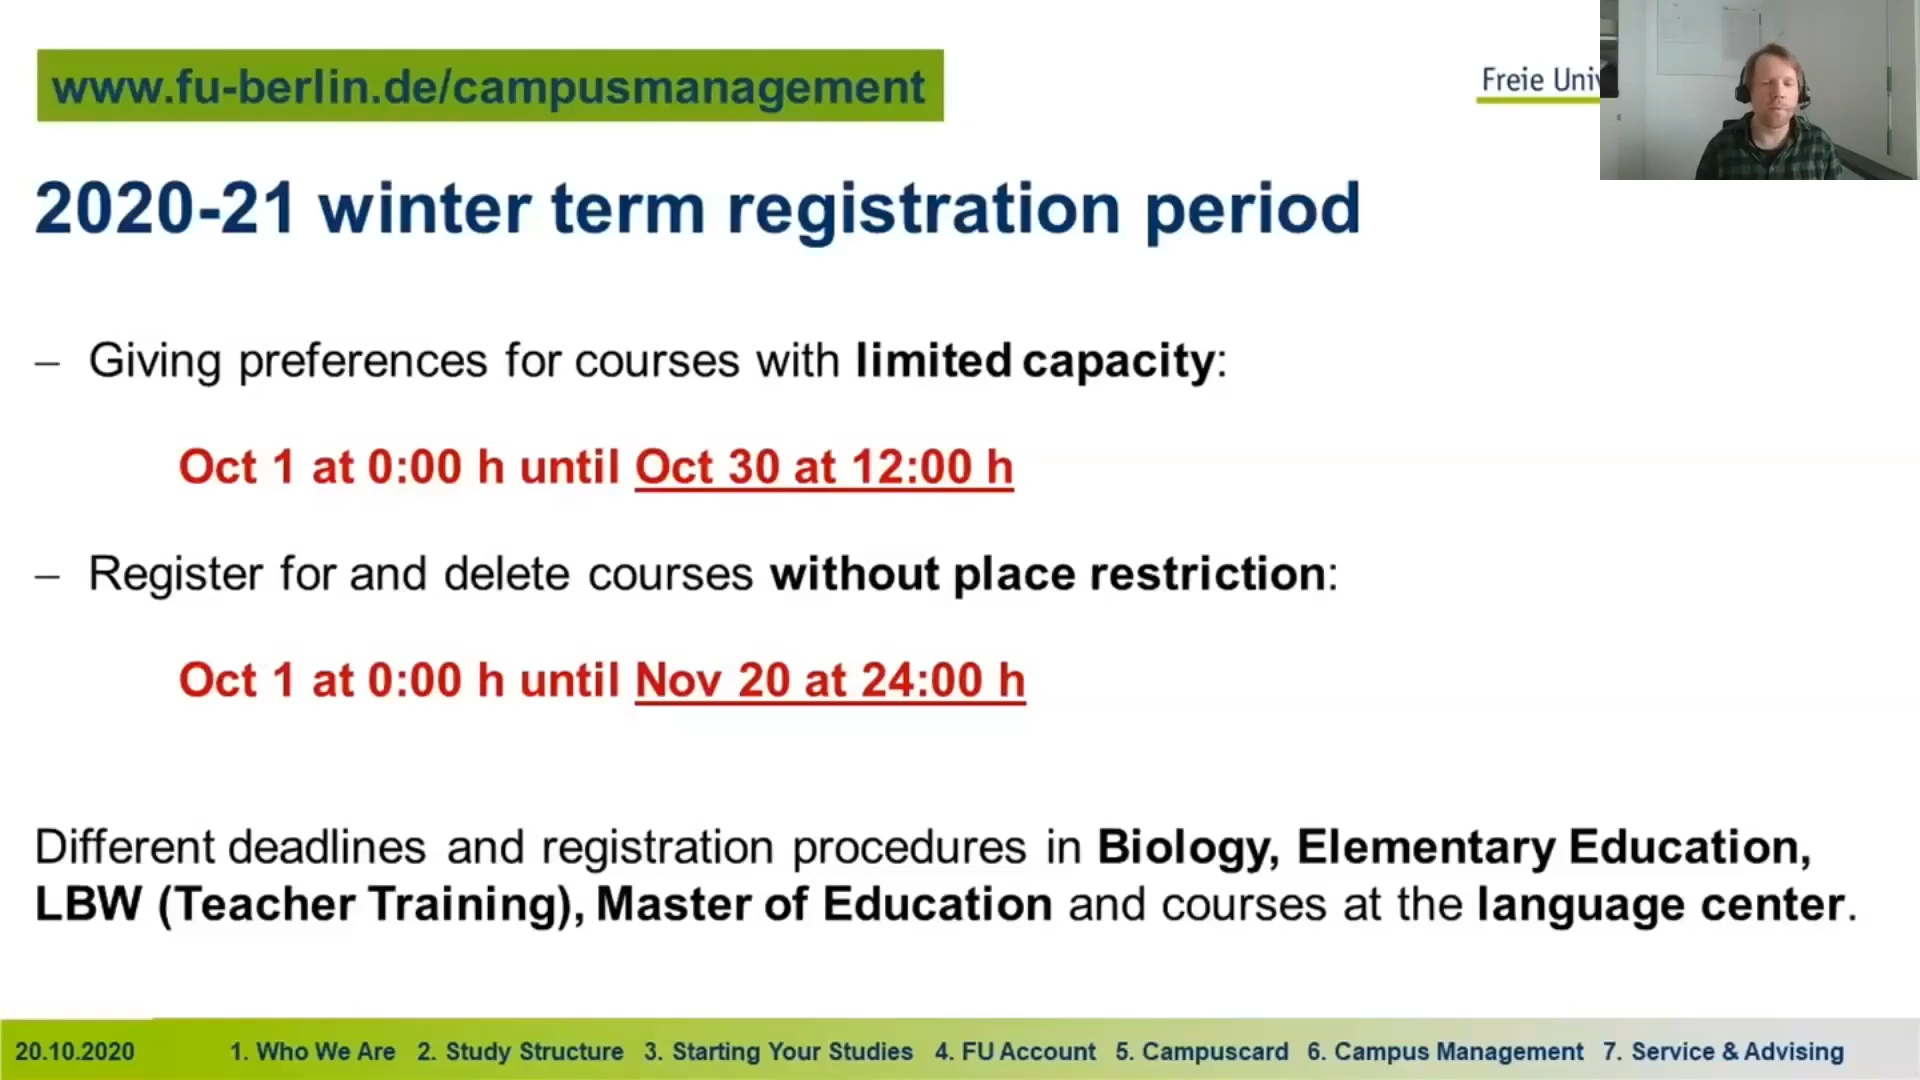 www.fu-berlin.de/campusmanagement
Freie Univ
2020-21 winter term registration period
– Giving preferences for courses with limited capacity:
Oct 1 at 0:00 h until Oct 30 at 12:00 h
– Register for and delete courses without place restriction:
Oct 1 at 0:00 h until Nov 20 at 24:00 h
Different deadlines and registration procedures in Biology, Elementary Education,
LBW (Teacher Training), Master of Education and courses at the language center.
20.10.2020 1. Who We Are 2. Study Structure 3. Starting Your Studies 4. FU Account 5. Campuscard 6. Campus Management 7. Service & Advising